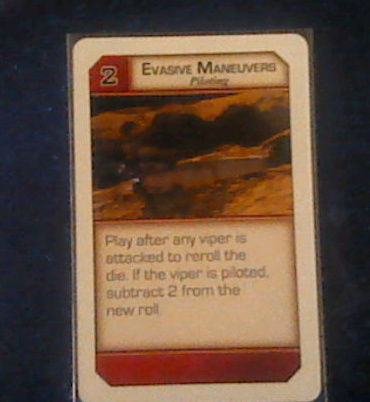 2
EVASIVE MANEUVERS
Piloting
Play after any viper is
attacked to reroll the
die. If the viper is piloted,
subtract 2 from the
new roll.